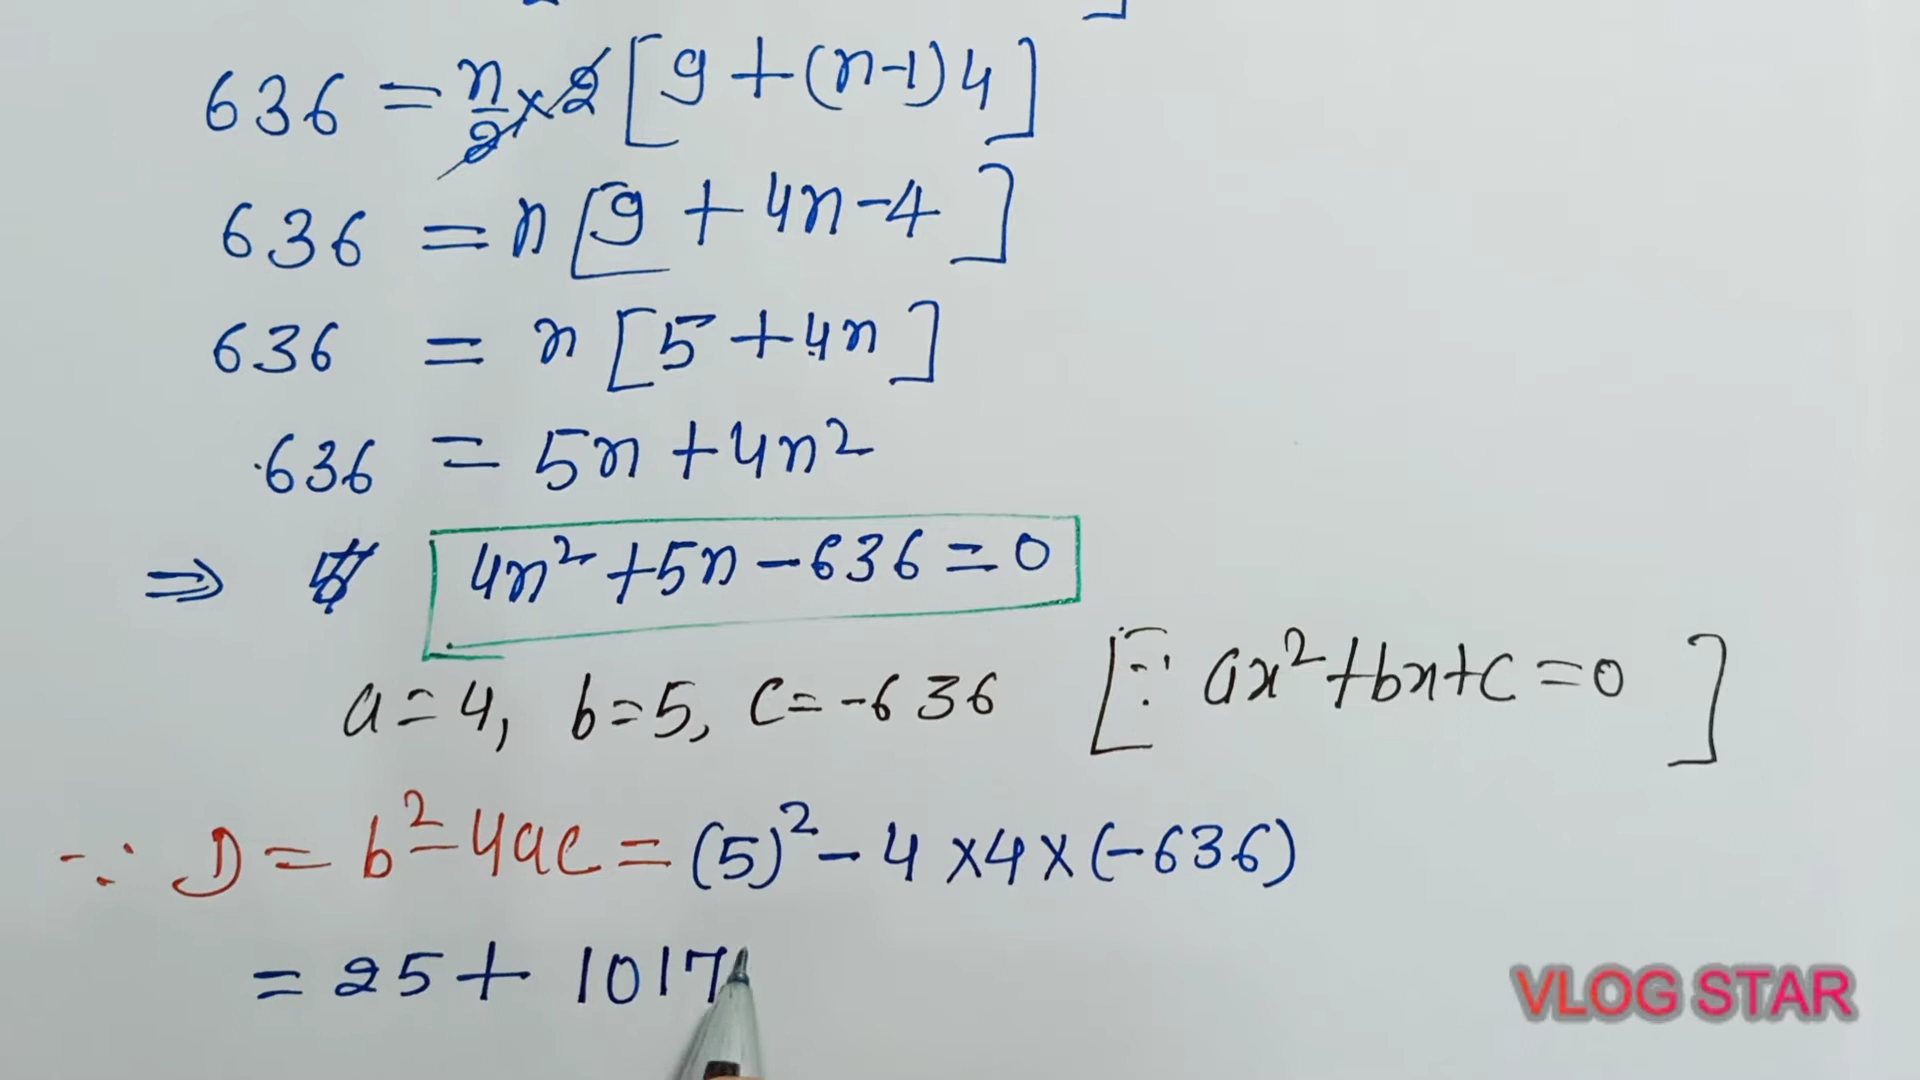 636 = n/2 × 2 [9 + (n-1)4]
636 = n [9 + 4n - 4]
636 = n [5 + 4n]
636 = 5n + 4n²
⇒ 4n² + 5n - 636 = 0
a = 4, b = 5, c = -636 [∵ ax² + bx + c = 0]
∵ D = b² - 4ac = (5)² - 4 × 4 × (-636)
= 25 + 1017
VLOG STAR